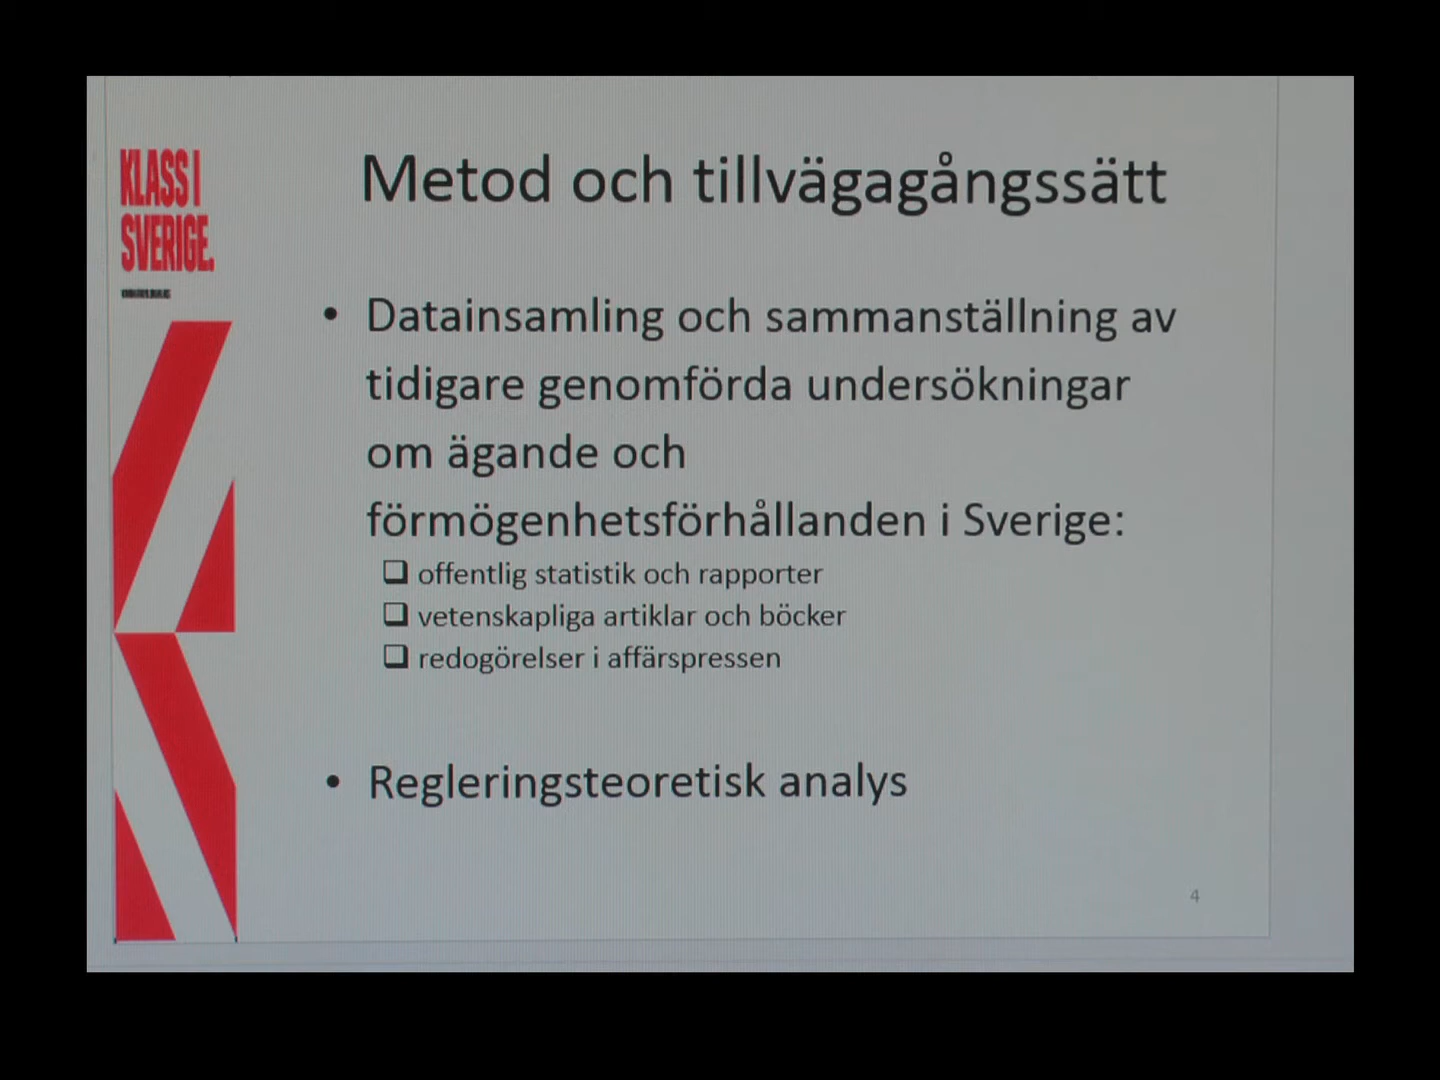 KLASS I
SVERIGE.
Metod och tillvägagångssätt
• Datainsamling och sammanställning av
tidigare genomförda undersökningar
om ägande och
förmögenhetsförhållanden i Sverige:
❑ offentlig statistik och rapporter
❑ vetenskapliga artiklar och böcker
❑ redogörelser i affärspressen
• Regleringsteoretisk analys
4